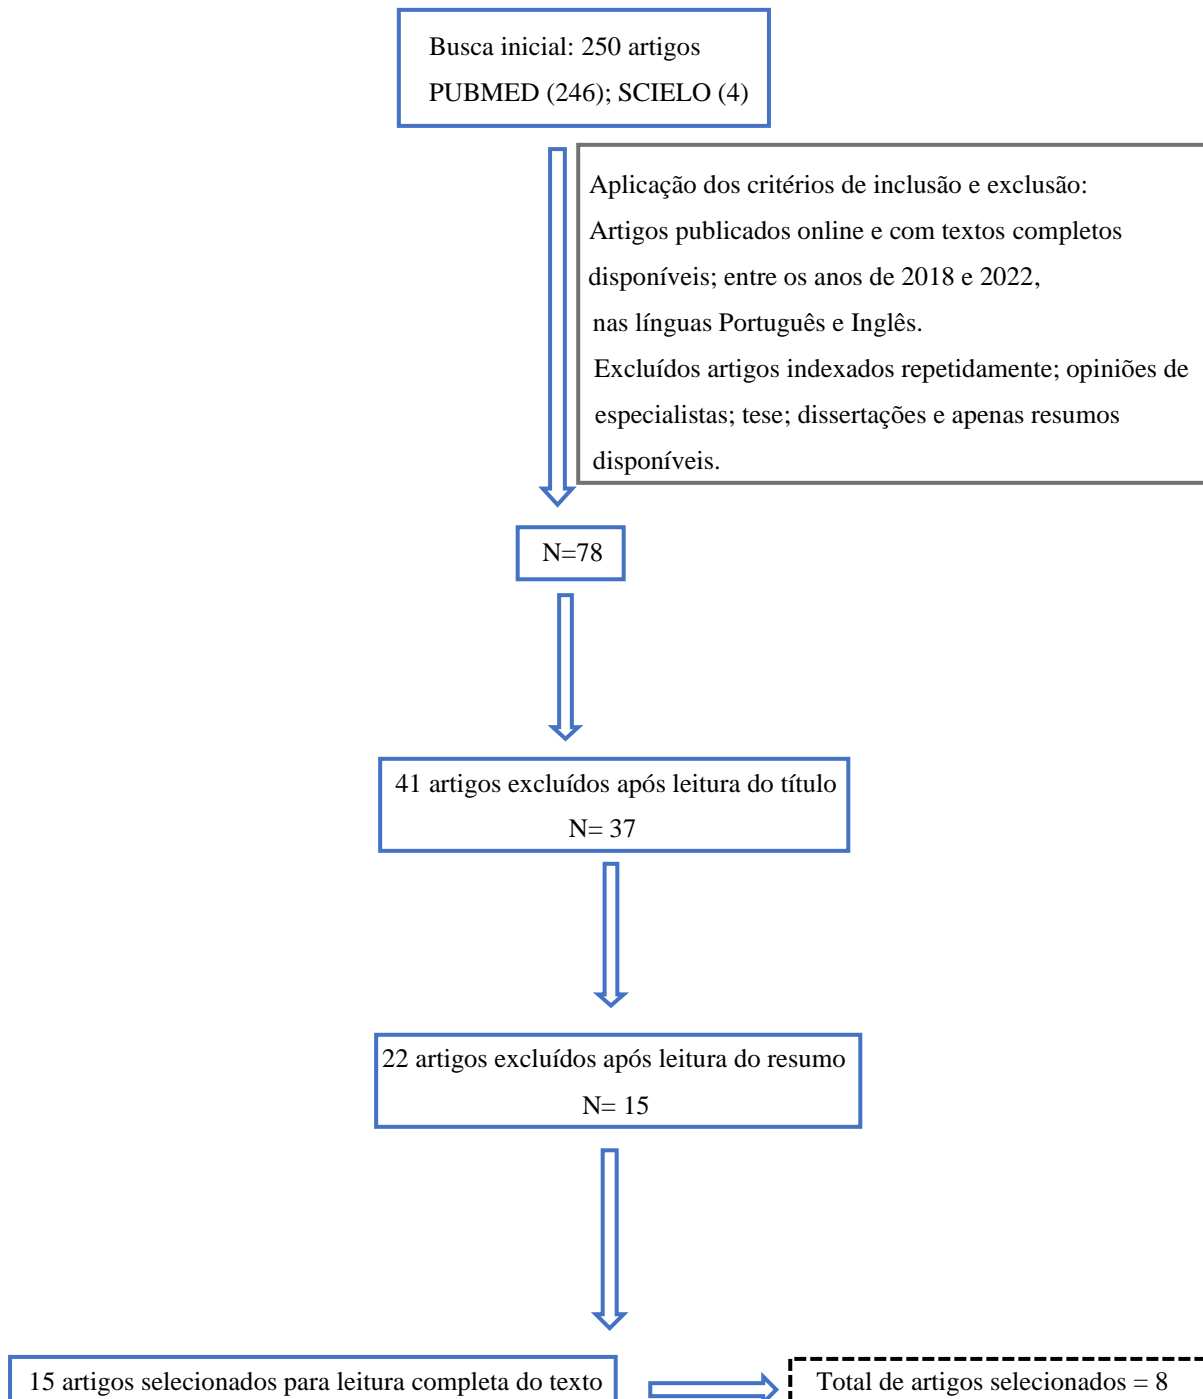 Busca inicial: 250 artigos
PUBMED (246); SCIELO (4)
Aplicação dos critérios de inclusão e exclusão:
Artigos publicados online e com textos completos
disponíveis; entre os anos de 2018 e 2022,
nas línguas Português e Inglês.
Excluídos artigos indexados repetidamente; opiniões de
especialistas; tese; dissertações e apenas resumos
disponíveis.
N=78
41 artigos excluídos após leitura do título
N= 37
22 artigos excluídos após leitura do resumo
N= 15
15 artigos selecionados para leitura completa do texto
Total de artigos selecionados = 8